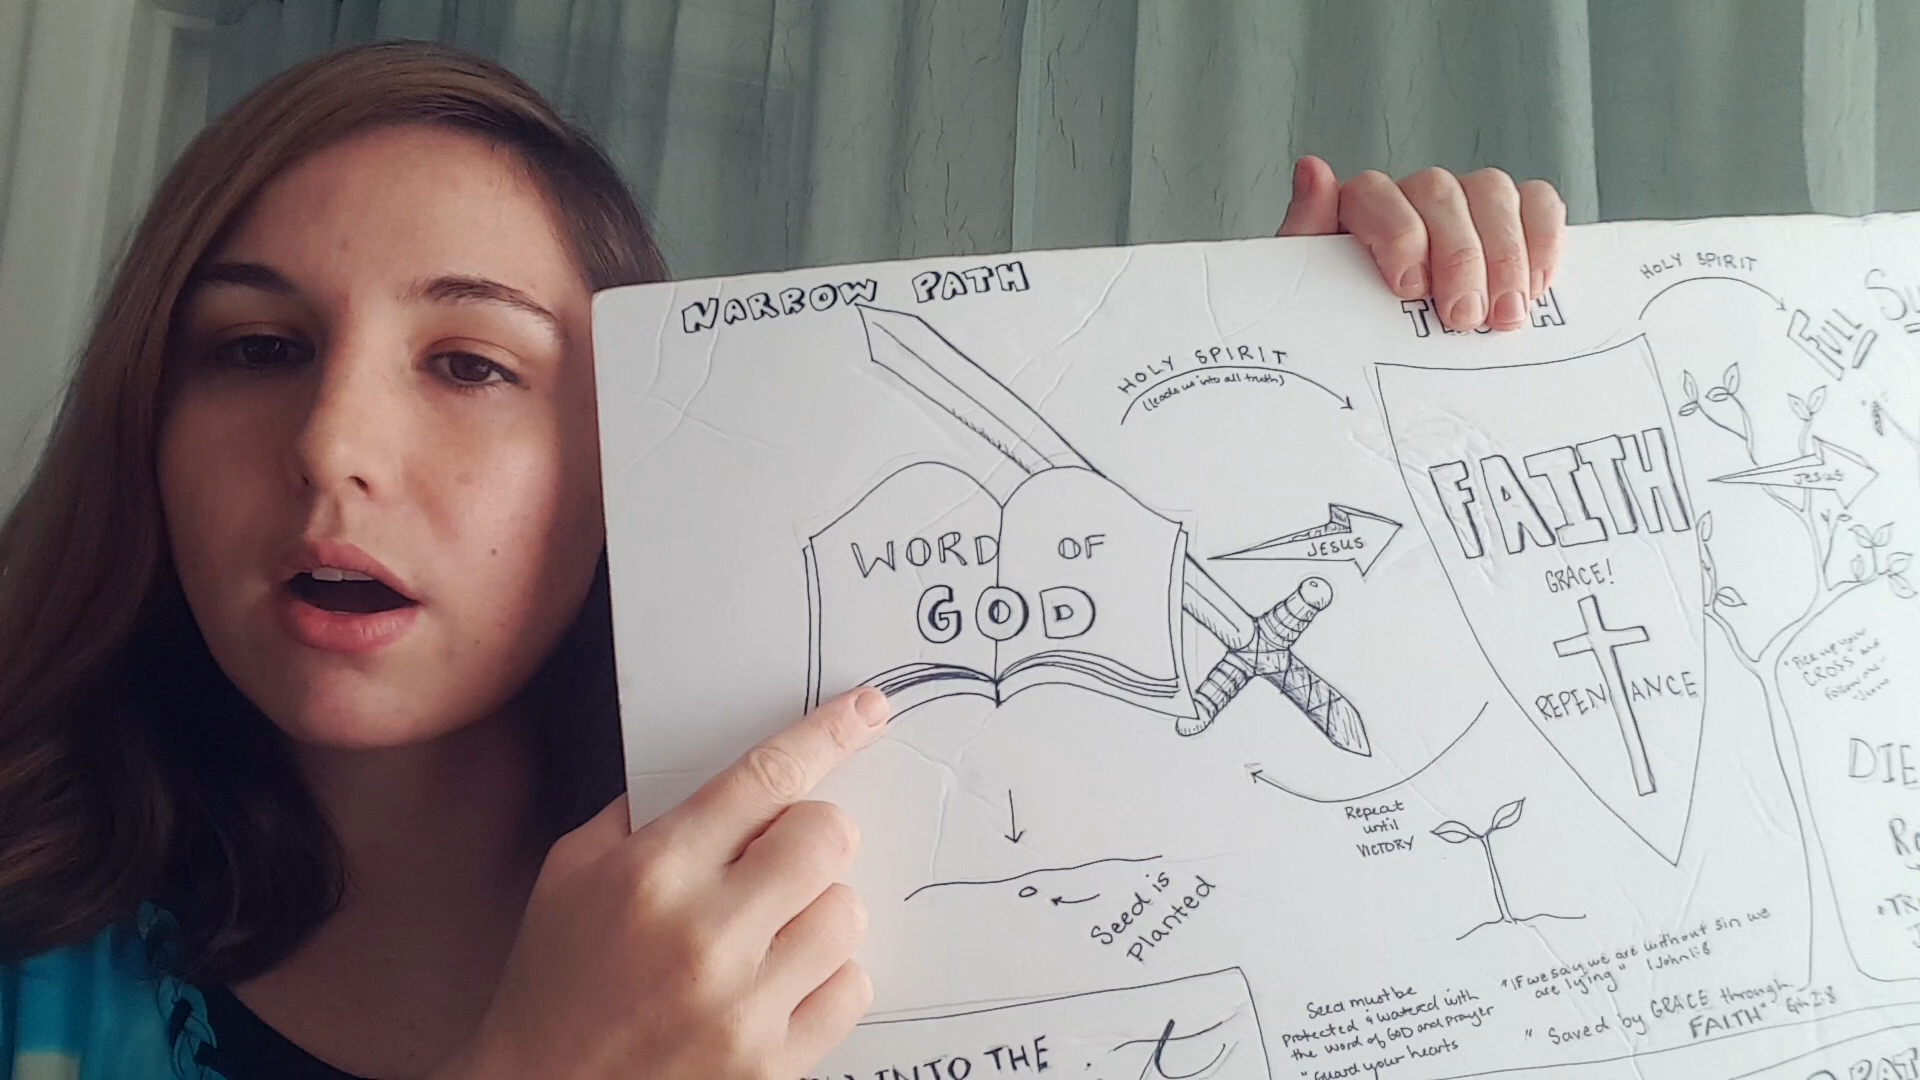 NARROW PATH
HOLY SPIRIT
(leads us into all truth)
WORD OF
GOD
JESUS
Seed is
Planted
HOLY SPIRIT
FULL
FAITH
GRACE!
REPENTANCE
JESUS
Repeat
until
VICTORY
"Pick up your
CROSS and
follow me"
Jesus
DIE
Seed must be
protected & watered with
the word of GOD and prayer
"Guard your hearts
"IF we say we are without sin we
are lying" 1 John 1:8
"Saved by GRACE through
FAITH" Eph 2:8
INTO THE
PAT